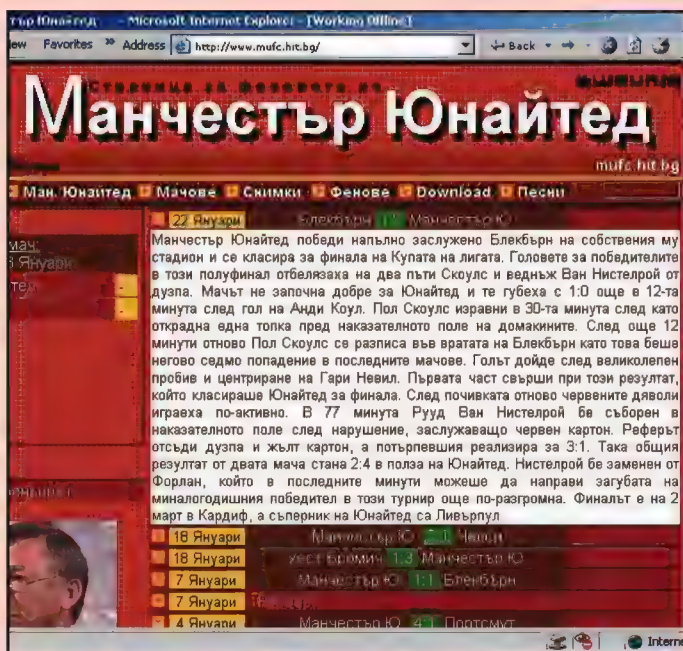 - Microsoft Internet Explorer - [Working Offline]
Favorites » Address http://www.mufc.hit.bg/ Back
Страница за феновете на
Манчестър Юнайтед
mufc.hit.bg
Ман. Юнайтед Мачове Снимки Фенове Download Песни
22 Януари Блекбърн Манчестър Ю
мач:
Януари
Манчестър Юнайтед победи напълно заслужено Блекбърн на собствения му
стадион и се класира за финала на Купата на лигата. Головете за победителите
в този полуфинал отбелязаха на два пъти Скоулс и веднъж Ван Нистелрой от
дузпа. Мачът не започна добре за Юнайтед и те губеха с 1:0 още в 12-та
минута след гол на Анди Коул. Пол Скоулс изравни в 30-та минута след като
открадна една топка пред наказателното поле на домакините. След още 12
минути отново Пол Скоулс се разписа във вратата на Блекбърн като това беше
негово седмо попадение в последните мачове. Голът дойде след великолепен
пробив и центриране на Гари Невил. Първата част свърши при този резултат,
който класираше Юнайтед за финала. След почивката отново червените дяволи
играеха по-активно. В 77 минута Рууд Ван Нистелрой бе съборен в
наказателното поле след нарушение, заслужаващо червен картон. Реферът
отсъди дузпа и жълт картон, а потърпевшия реализира за 3:1. Така общия
резултат от двата мача стана 2:4 в полза на Юнайтед. Нистелрой бе заменен от
Форлан, който в последните минути можеше да направи загубата на
миналогодишния победител в този турнир още по-разгромна. Финалът е на 2
март в Кардиф, а съперник на Юнайтед са Ливърпул
18 Януари Манчестър Ю 2:1 Челси
18 Януари Уест Бромич 1:3 Манчестър Ю
7 Януари Манчестър Ю 1:1 Блекбърн
7 Януари
4 Януари Манчестър Ю 4:1 Портсмут